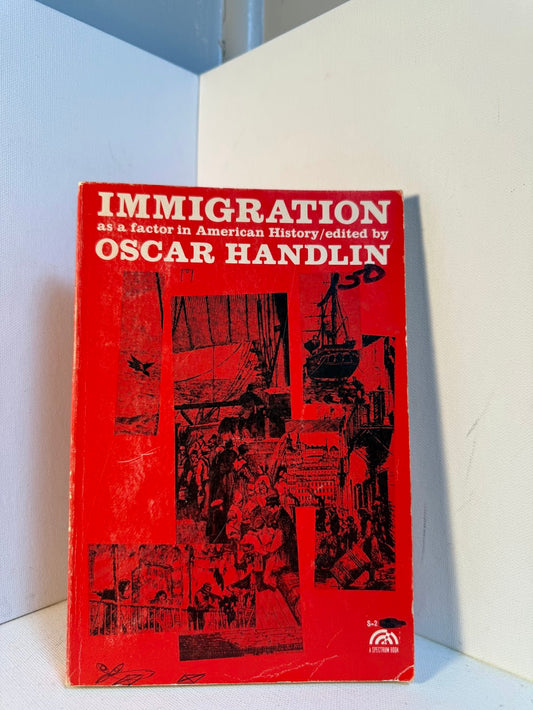 IMMIGRATION
as a factor in American History/edited by
OSCAR HANDLIN
150
S-2
A SPECTRUM BOOK